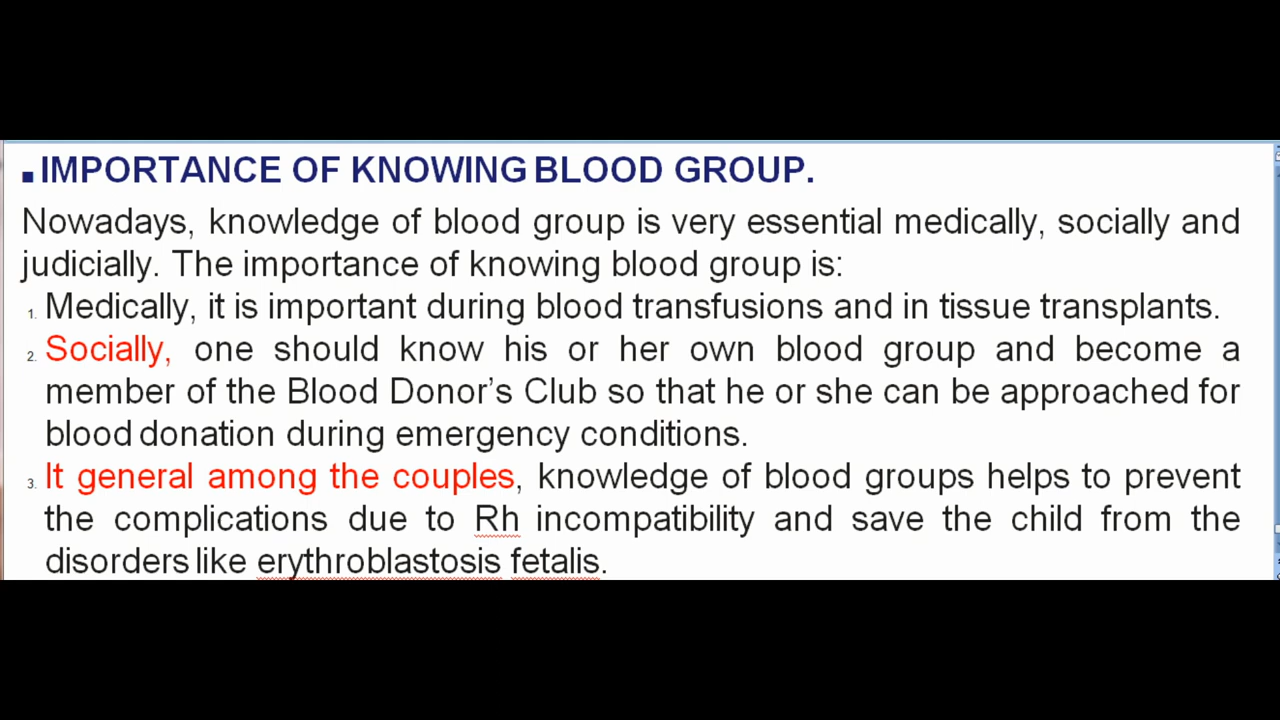 ▪ IMPORTANCE OF KNOWING BLOOD GROUP.
Nowadays, knowledge of blood group is very essential medically, socially and
judicially. The importance of knowing blood group is:
1. Medically, it is important during blood transfusions and in tissue transplants.
2. Socially, one should know his or her own blood group and become a
member of the Blood Donor’s Club so that he or she can be approached for
blood donation during emergency conditions.
3. It general among the couples, knowledge of blood groups helps to prevent
the complications due to Rh incompatibility and save the child from the
disorders like erythroblastosis fetalis.